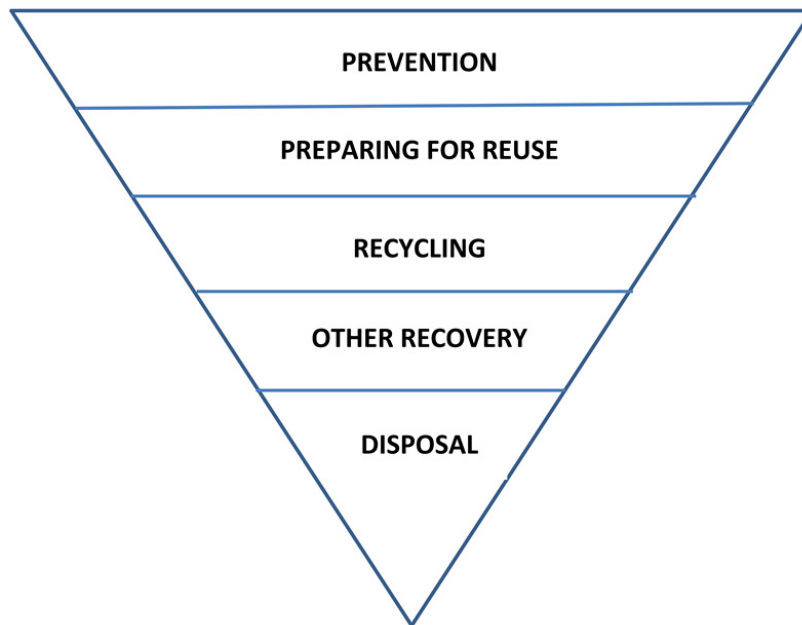 PREVENTION
PREPARING FOR REUSE
RECYCLING
OTHER RECOVERY
DISPOSAL